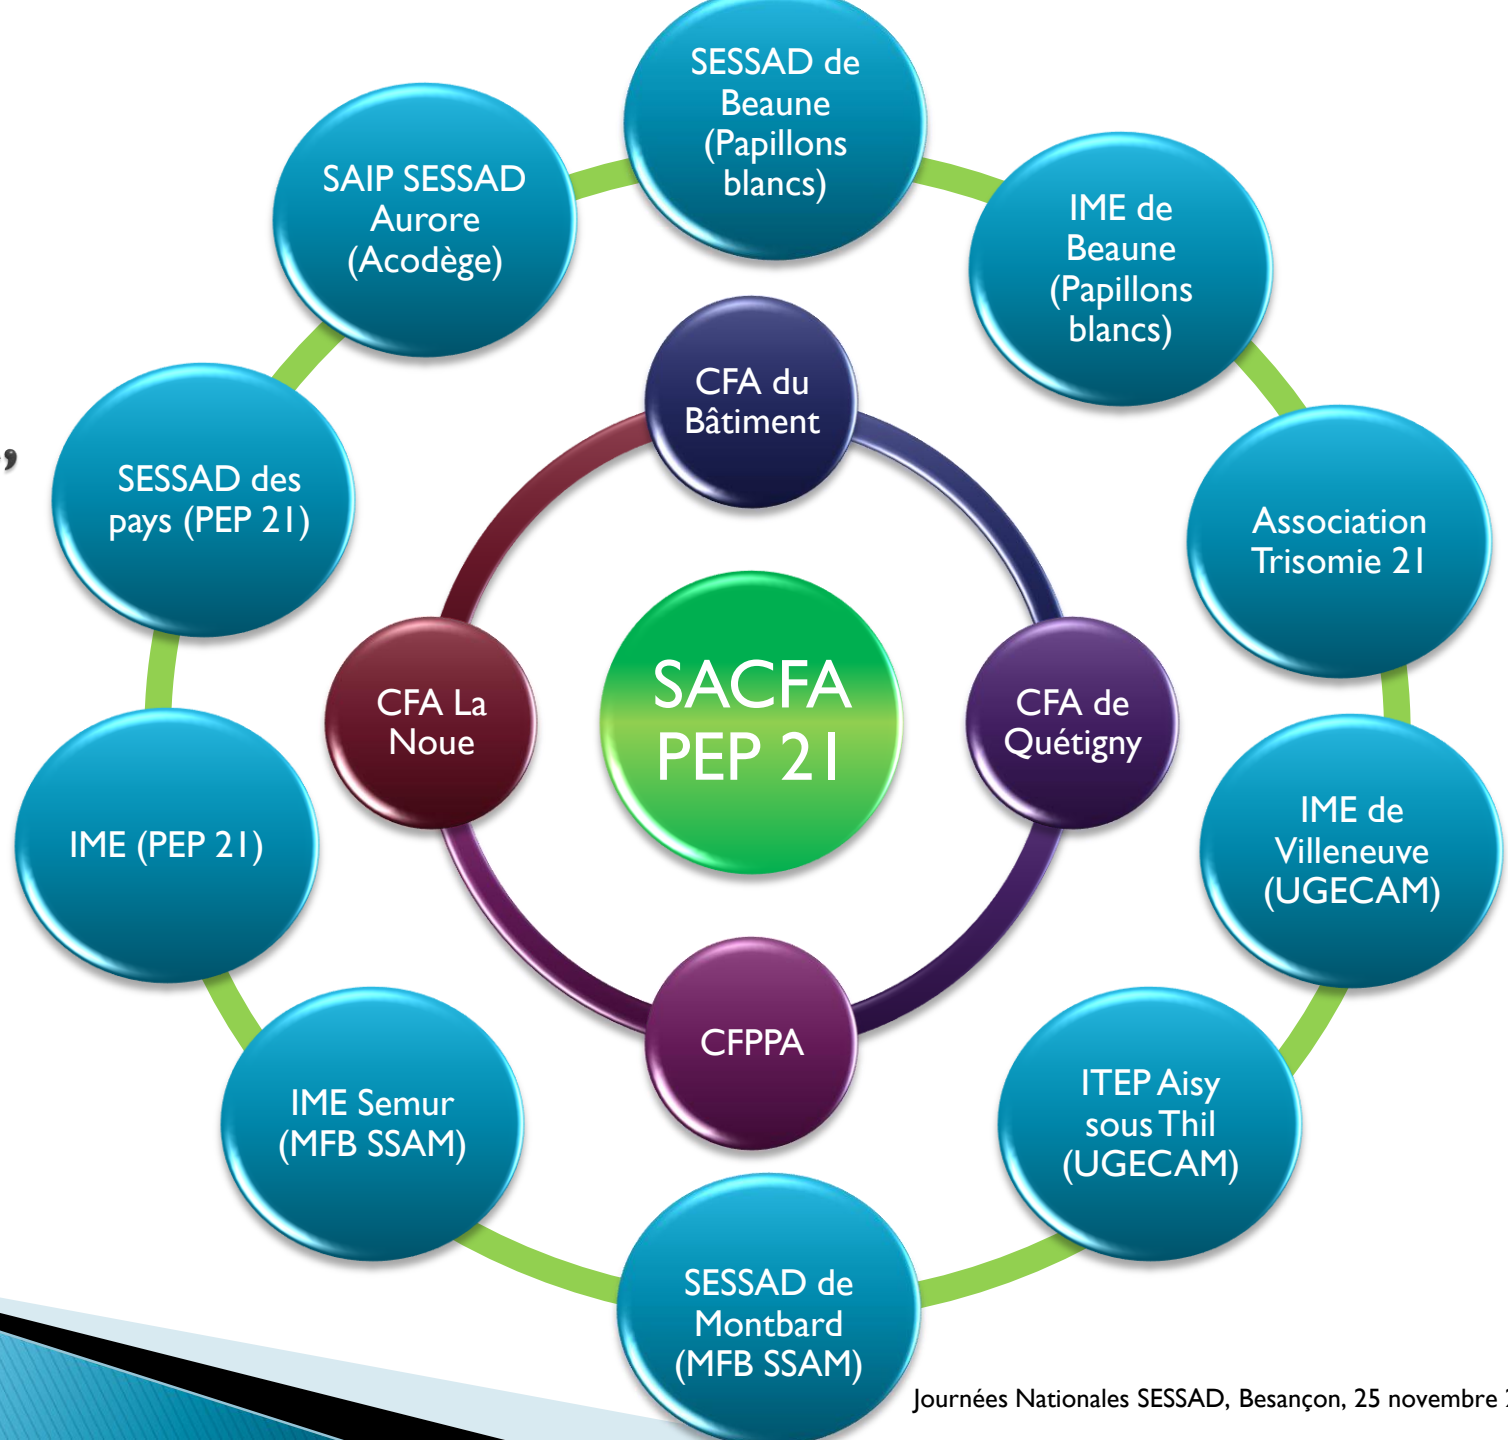 SESSAD de
Beaune
(Papillons
blancs)
SAIP SESSAD
Aurore
(Acodège)
IME de
Beaune
(Papillons
blancs)
CFA du
Bâtiment
SESSAD des
pays (PEP 21)
Association
Trisomie 21
SACFA
PEP 21
CFA La
Noue
CFA de
Quétigny
IME (PEP 21)
IME de
Villeneuve
(UGECAM)
CFPPA
IME Semur
(MFB SSAM)
ITEP Aisy
sous Thil
(UGECAM)
SESSAD de
Montbard
(MFB SSAM)
Journées Nationales SESSAD, Besançon, 25 novembre